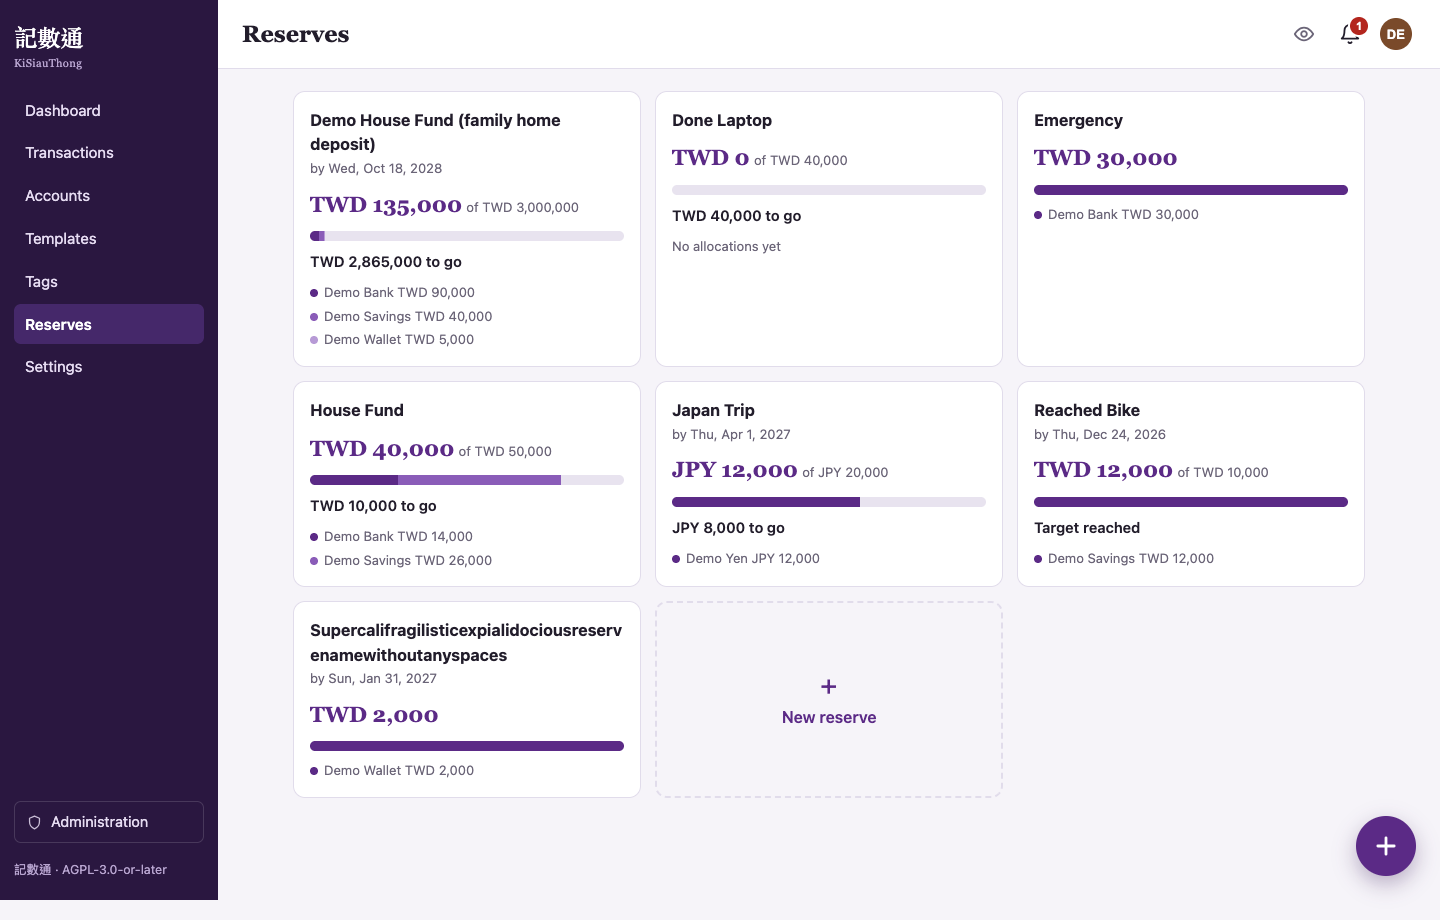 記數通
KiSiauThong
Dashboard
Transactions
Accounts
Templates
Tags
Reserves
Settings
Administration
記數通 · AGPL-3.0-or-later
Reserves
1
DE
Demo House Fund (family home
deposit)
by Wed, Oct 18, 2028
TWD 135,000 of TWD 3,000,000
TWD 2,865,000 to go
Demo Bank TWD 90,000
Demo Savings TWD 40,000
Demo Wallet TWD 5,000
Done Laptop
TWD 0 of TWD 40,000
TWD 40,000 to go
No allocations yet
Emergency
TWD 30,000
Demo Bank TWD 30,000
House Fund
TWD 40,000 of TWD 50,000
TWD 10,000 to go
Demo Bank TWD 14,000
Demo Savings TWD 26,000
Japan Trip
by Thu, Apr 1, 2027
JPY 12,000 of JPY 20,000
JPY 8,000 to go
Demo Yen JPY 12,000
Reached Bike
by Thu, Dec 24, 2026
TWD 12,000 of TWD 10,000
Target reached
Demo Savings TWD 12,000
Supercalifragilisticexpialidociousreserv
enamewithoutanyspaces
by Sun, Jan 31, 2027
TWD 2,000
Demo Wallet TWD 2,000
+
New reserve
+